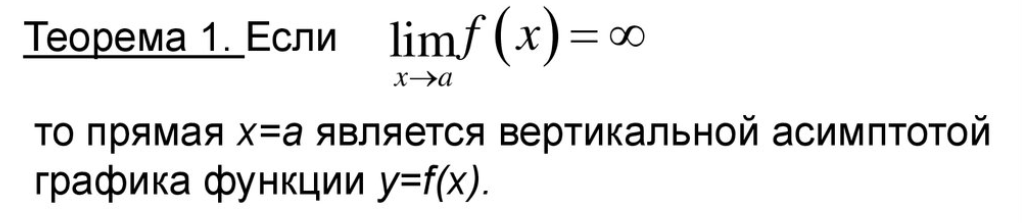 Теорема 1. Если lim f(x) = ∞
x→a
то прямая x=a является вертикальной асимптотой
графика функции y=f(x).